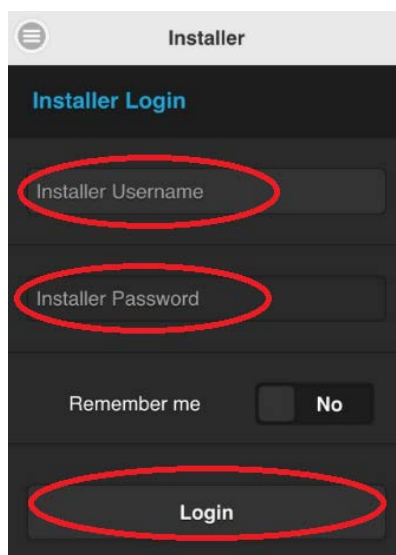 Installer
Installer Login
Installer Username
Installer Password
Remember me No
Login